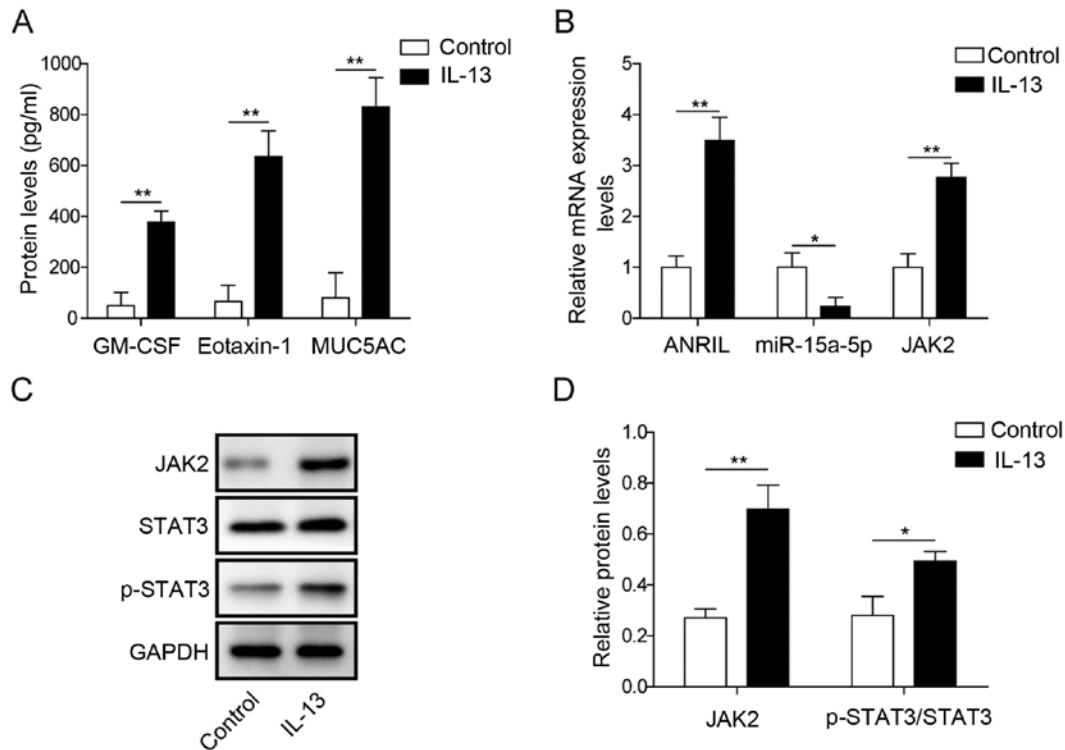 A
Control
IL-13
Protein levels (pg/ml)
1000
800
600
400
200
0
**
**
**
GM-CSF Eotaxin-1 MUC5AC
B
Control
IL-13
Relative mRNA expression
levels
5
4
3
2
1
0
**
*
**
ANRIL miR-15a-5p JAK2
C
JAK2
STAT3
p-STAT3
GAPDH
Control IL-13
D
Control
IL-13
Relative protein levels
1.0
0.8
0.6
0.4
0.2
0.0
**
*
JAK2 p-STAT3/STAT3